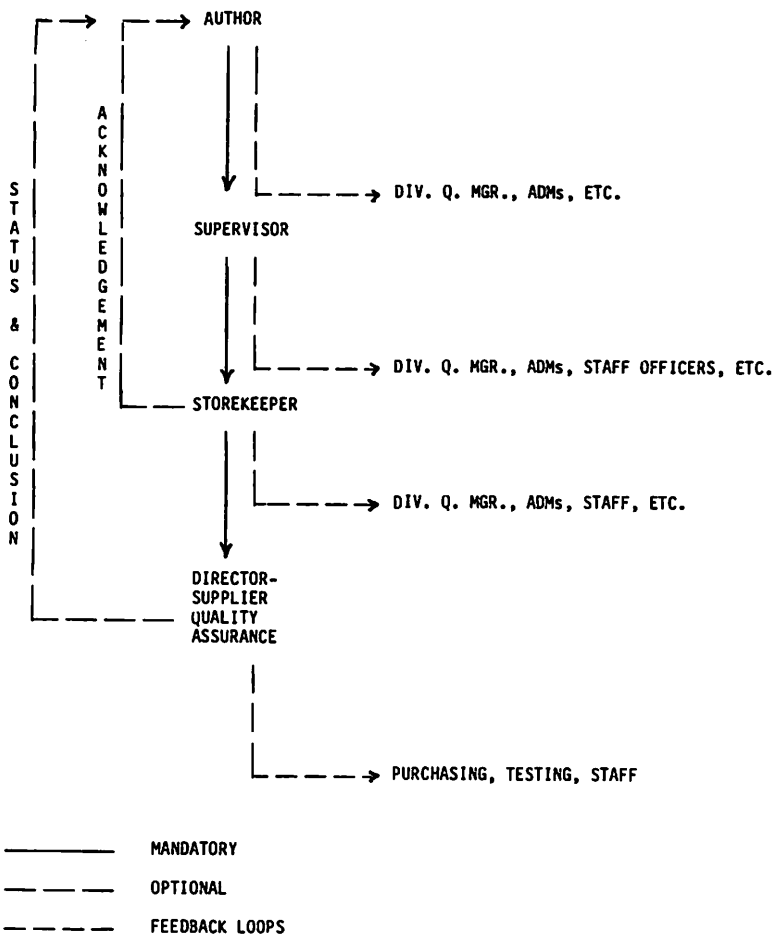 AUTHOR
ACKNOWLEDGEMENT
STATUS & CONCLUSION
DIV. Q. MGR., ADMs, ETC.
SUPERVISOR
DIV. Q. MGR., ADMs, STAFF OFFICERS, ETC.
STOREKEEPER
DIV. Q. MGR., ADMs, STAFF, ETC.
DIRECTOR-
SUPPLIER
QUALITY
ASSURANCE
PURCHASING, TESTING, STAFF
MANDATORY
OPTIONAL
FEEDBACK LOOPS